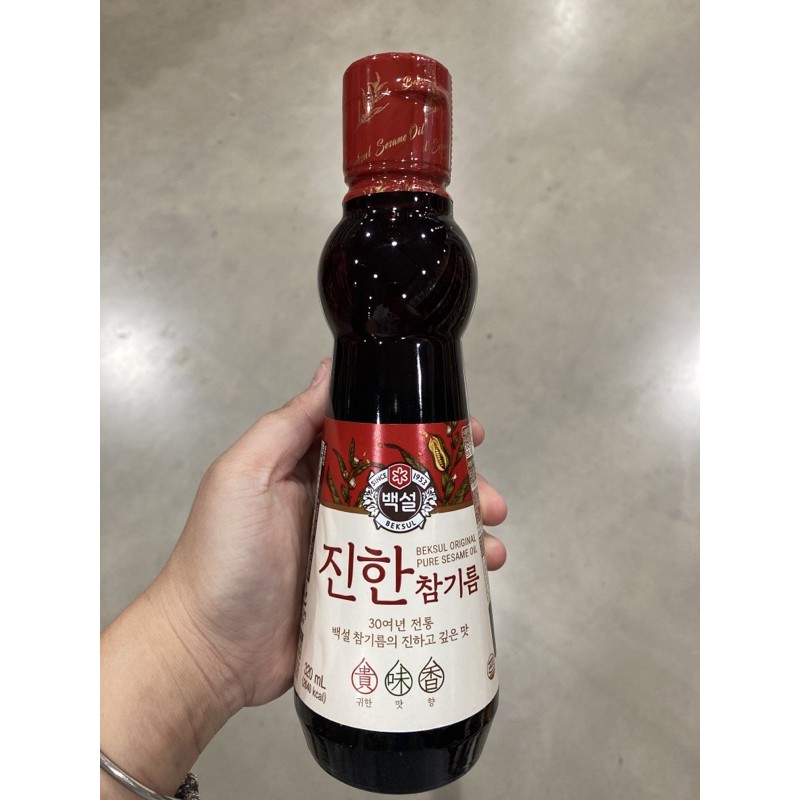 Sesame Oil
SINCE 1953
백설
BEKSUL
BEKSUL ORIGINAL
PURE SESAME OIL
진한 참기름
30여년 전통
백설 참기름의 진하고 깊은 맛
貴 味 香
귀한 맛 향
320 mL